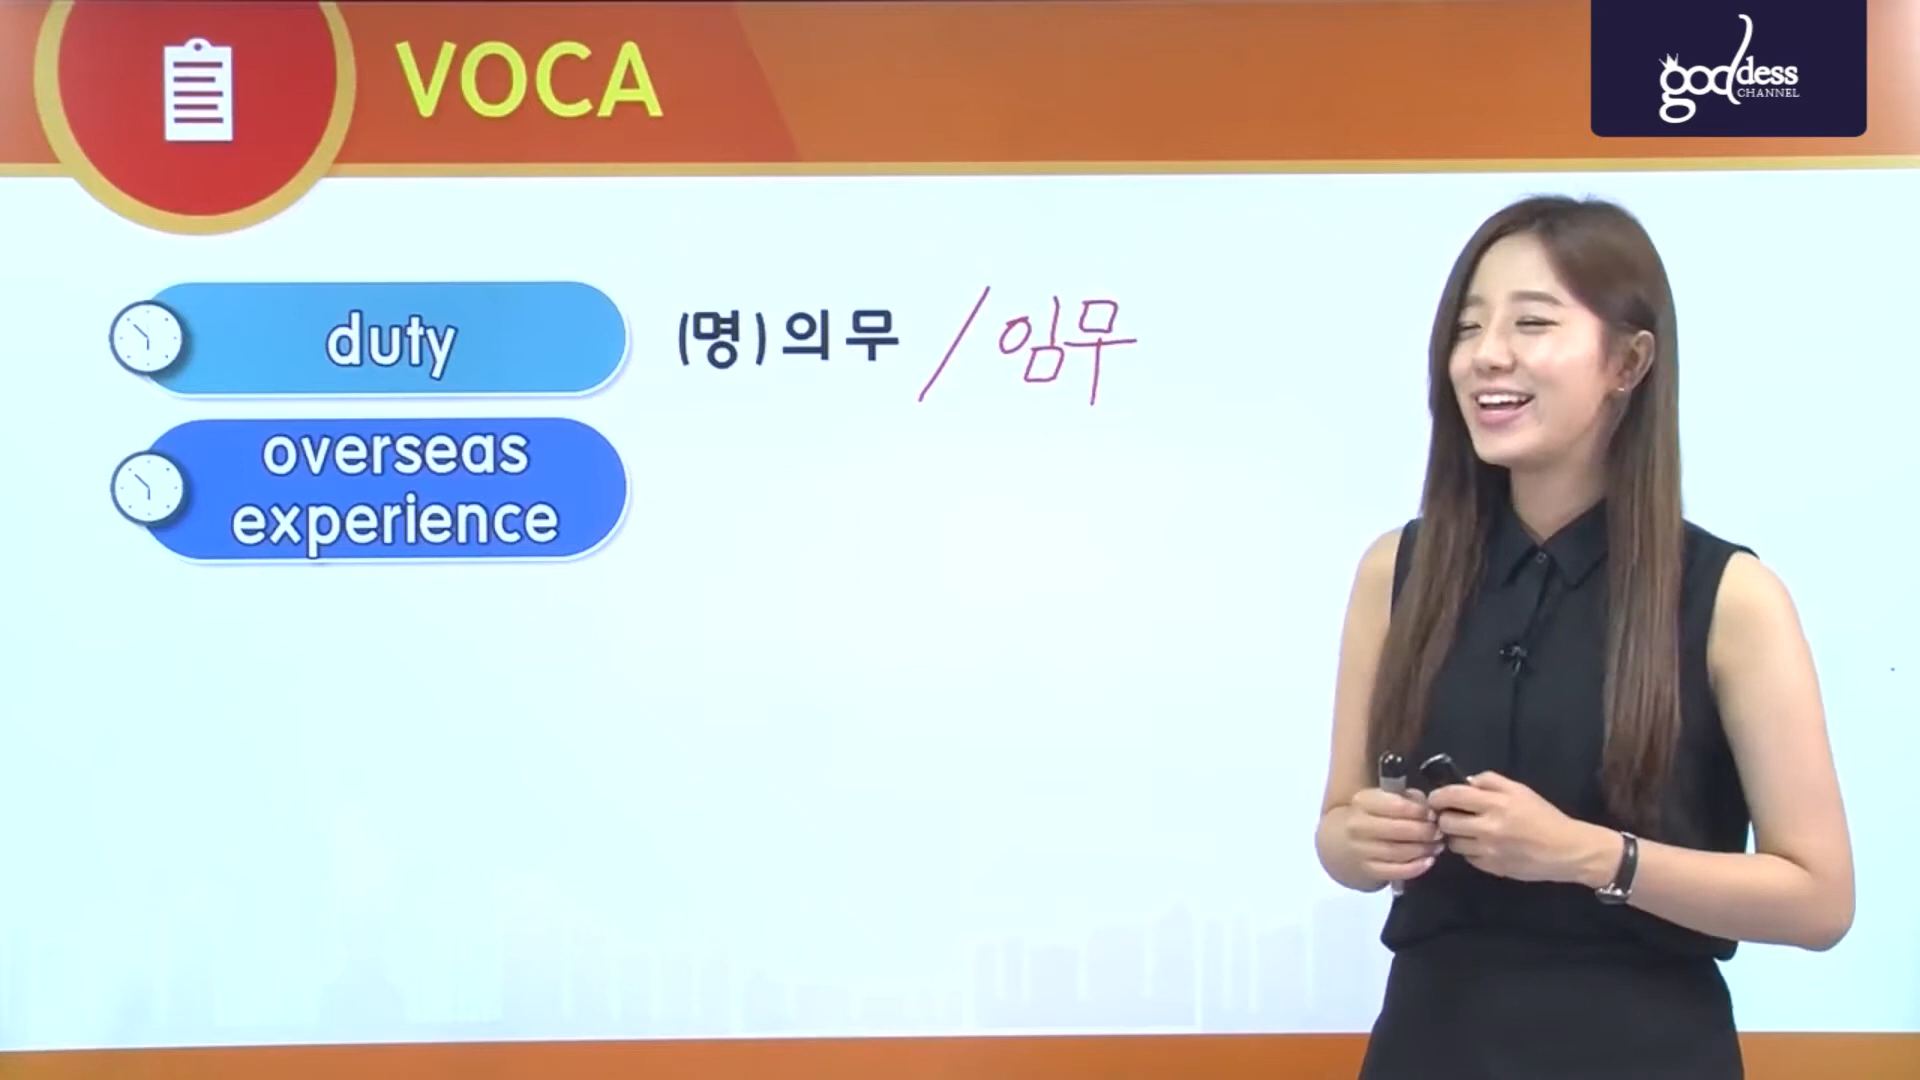 VOCA
goddess
CHANNEL
duty (명) 의무 / 임무
overseas
experience